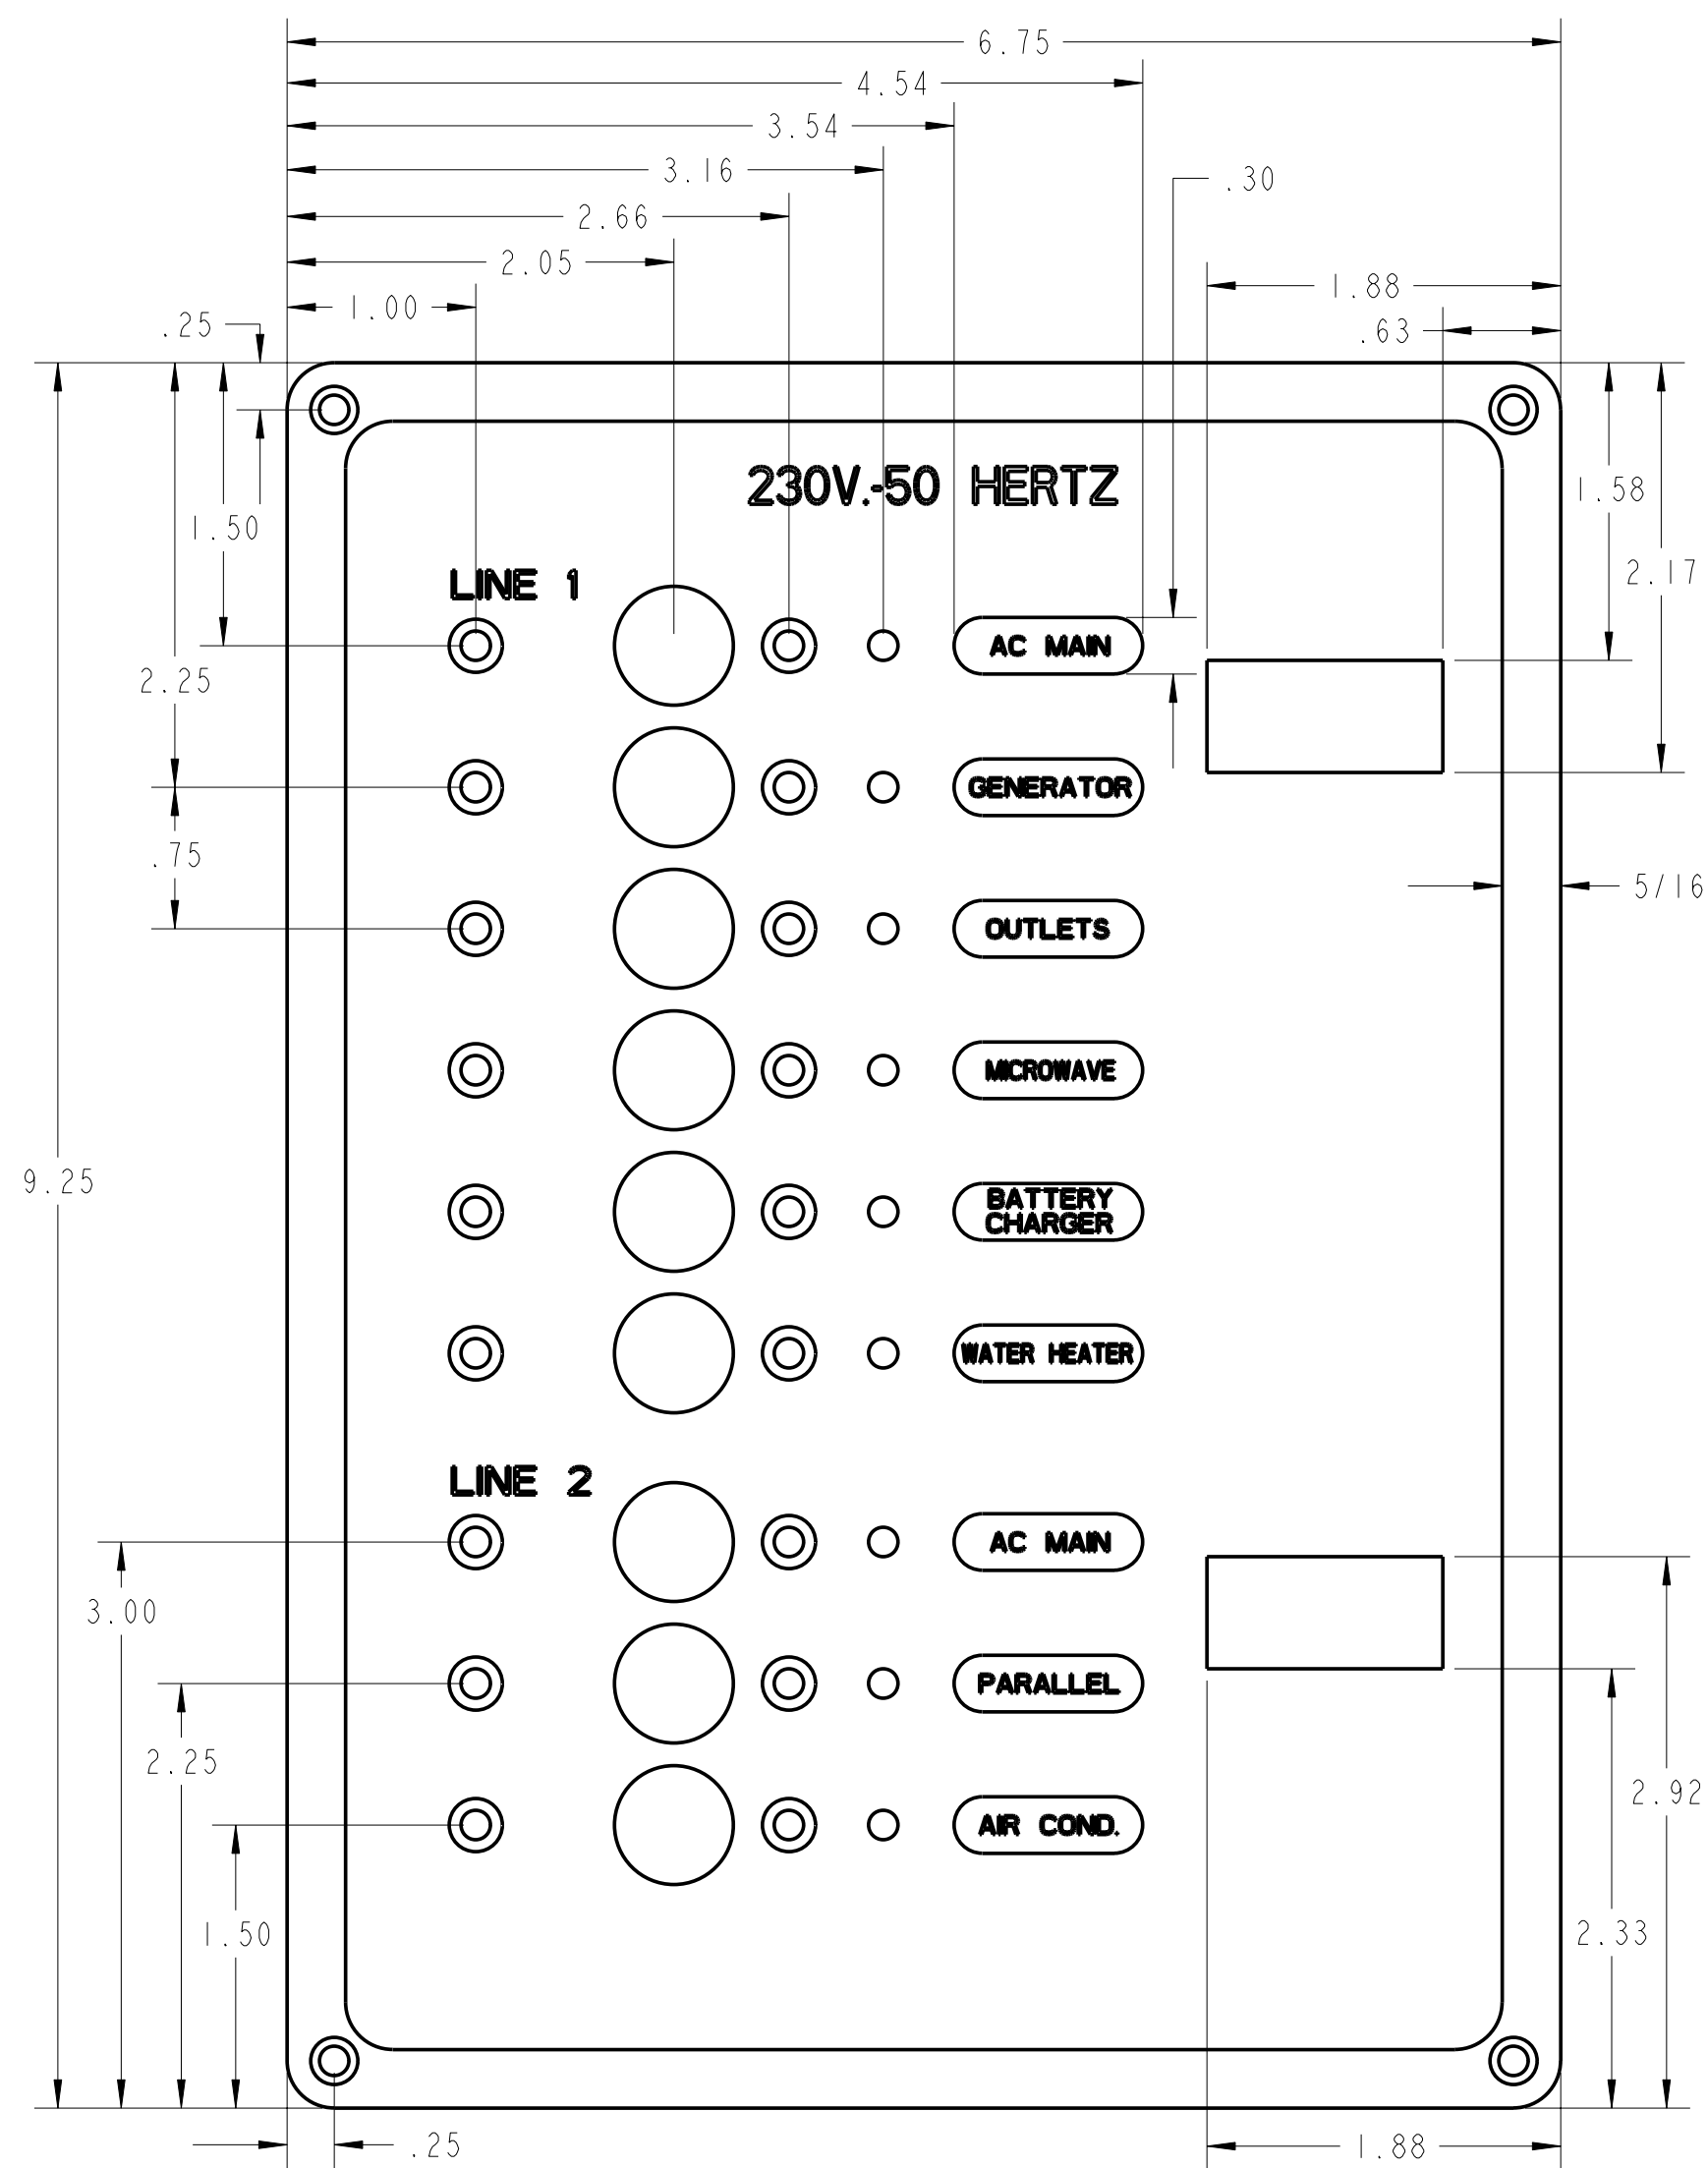 6.75
4.54
3.54
3.16
.30
2.66
2.05
1.88
1.00
.25
.63
230V.-50 HERTZ
1.58
1.50
2.17
LINE 1
AC MAIN
2.25
GENERATOR
.75
5/16
OUTLETS
MICROWAVE
9.25
BATTERY
CHARGER
WATER HEATER
LINE 2
AC MAIN
3.00
PARALLEL
2.25
2.92
AIR COND.
1.50
2.33
.25
1.88